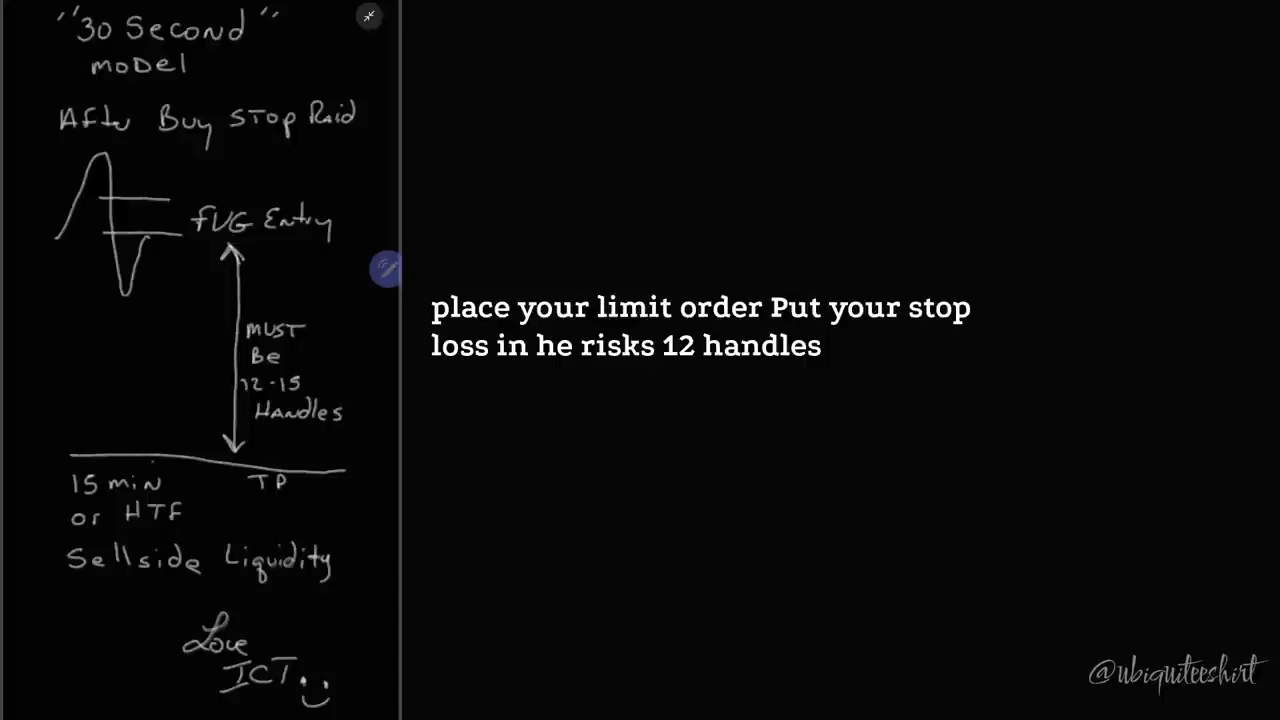 "30 Second"
model
After Buy STop Raid
FVG Entry
MUST
Be
12-15
HANdles
15 min
TP
or HTF
Sellside Liquidity
Love
ICT
place your limit order Put your stop
loss in he risks 12 handles
@ubiquiteeshirt